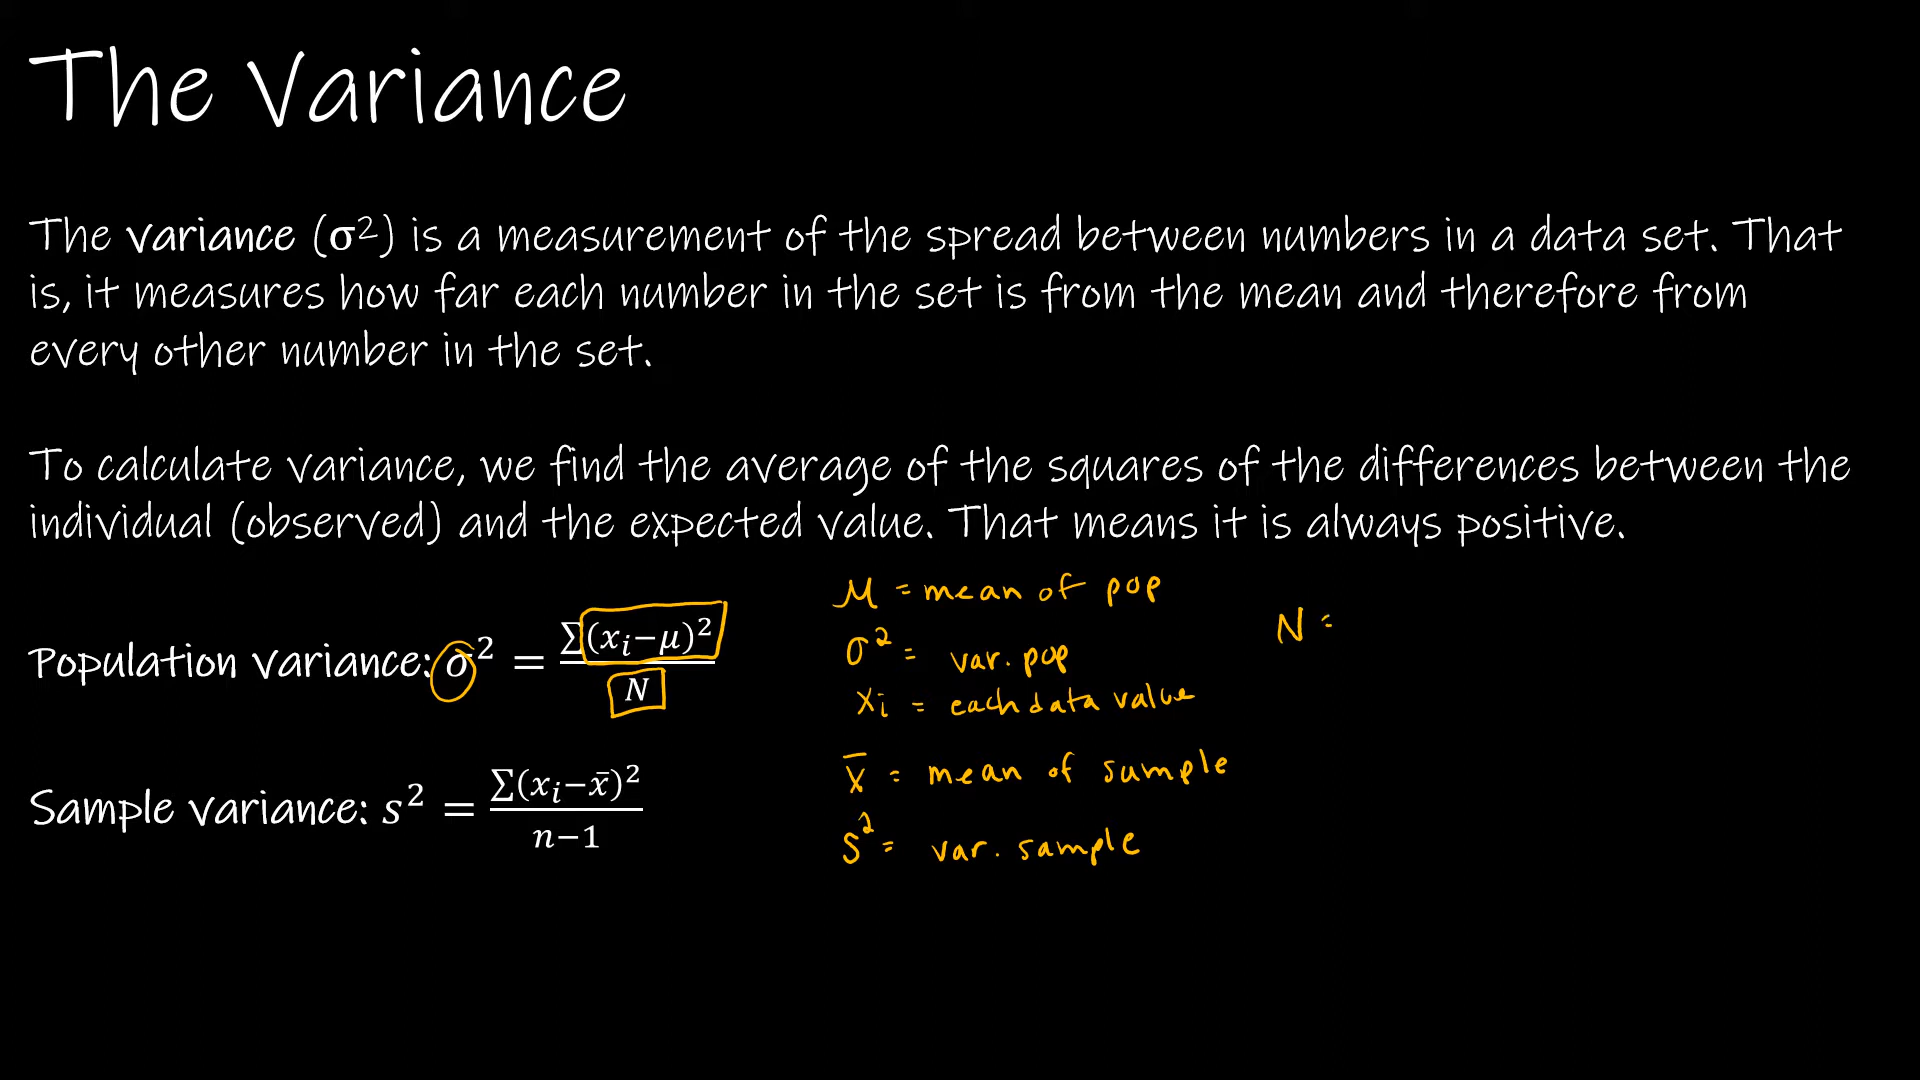 The Variance
The variance (σ²) is a measurement of the spread between numbers in a data set. That
is, it measures how far each number in the set is from the mean and therefore from
every other number in the set.
To calculate variance, we find the average of the squares of the differences between the
individual (observed) and the expected value. That means it is always positive.
Population variance: σ² = Σ(xᵢ−μ)² / N
Sample variance: s² = Σ(xᵢ−x̄)² / n−1
μ = mean of pop
σ² = var. pop
xᵢ = each data value
x̄ = mean of sample
s² = var. sample
N =